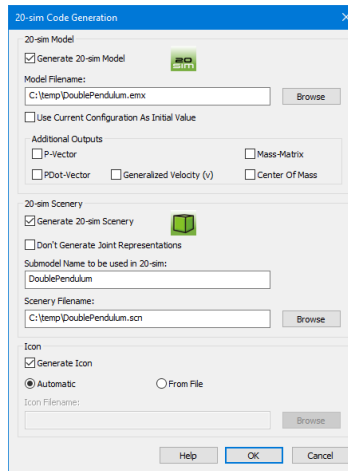 20-sim Code Generation
20-sim Model
Generate 20-sim Model
20
sim
Model Filename:
C:\temp\DoublePendulum.emx
Browse
Use Current Configuration As Initial Value
Additional Outputs
P-Vector
Mass-Matrix
PDot-Vector
Generalized Velocity (v)
Center Of Mass
20-sim Scenery
Generate 20-sim Scenery
Don't Generate Joint Representations
Submodel Name to be used in 20-sim:
DoublePendulum
Scenery Filename:
C:\temp\DoublePendulum.scn
Browse
Icon
Generate Icon
Automatic
From File
Icon Filename:
Browse
Help
OK
Cancel